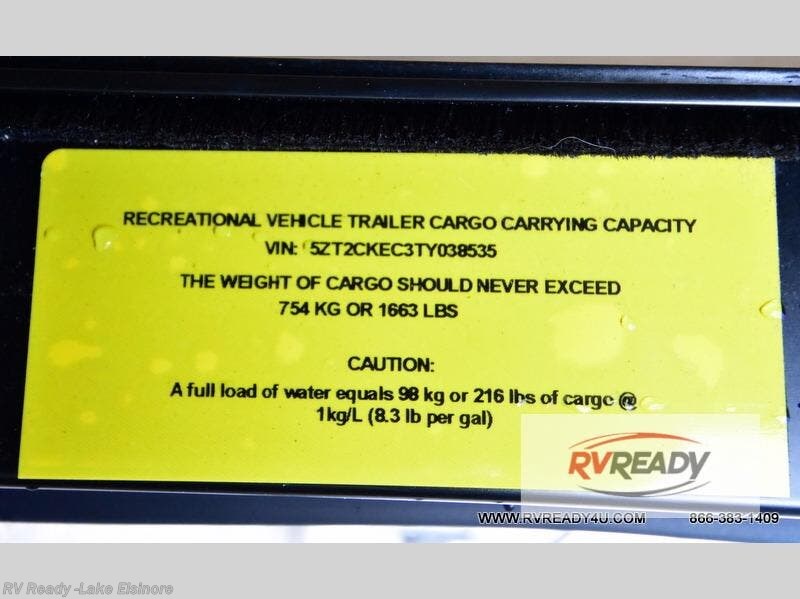 RECREATIONAL VEHICLE TRAILER CARGO CARRYING CAPACITY
VIN: 5ZT2CKEC3TY038535
THE WEIGHT OF CARGO SHOULD NEVER EXCEED
754 KG OR 1663 LBS
CAUTION:
A full load of water equals 98 kg or 216 lbs of cargo @
1kg/L (8.3 lb per gal)
RVREADY
WWW.RVREADY4U.COM 866-383-1409
RV Ready -Lake Elsinore